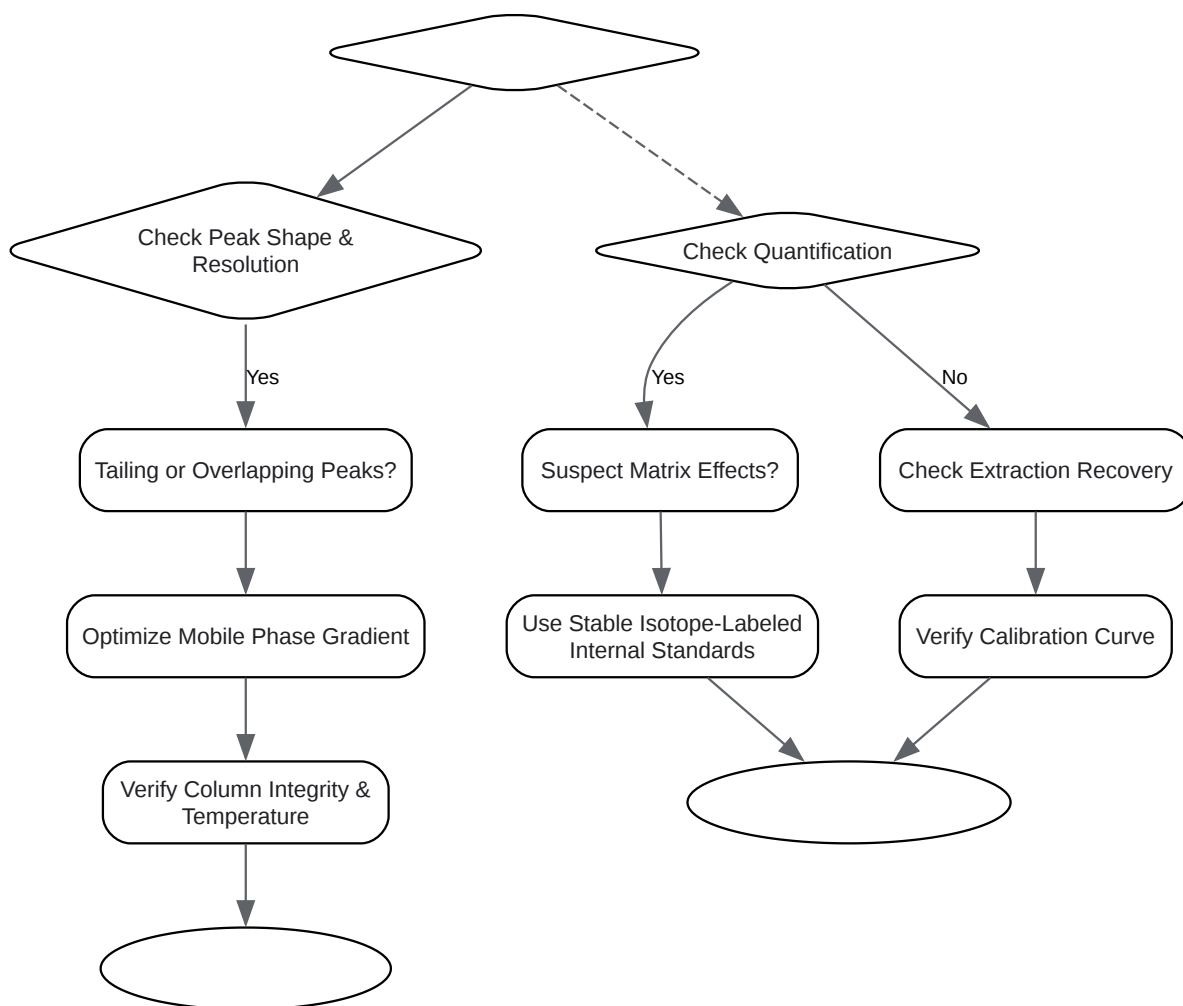 Check Peak Shape &
Resolution
Check Quantification
Yes
Yes
No
Tailing or Overlapping Peaks?
Suspect Matrix Effects?
Check Extraction Recovery
Optimize Mobile Phase Gradient
Use Stable Isotope-Labeled
Internal Standards
Verify Calibration Curve
Verify Column Integrity &
Temperature